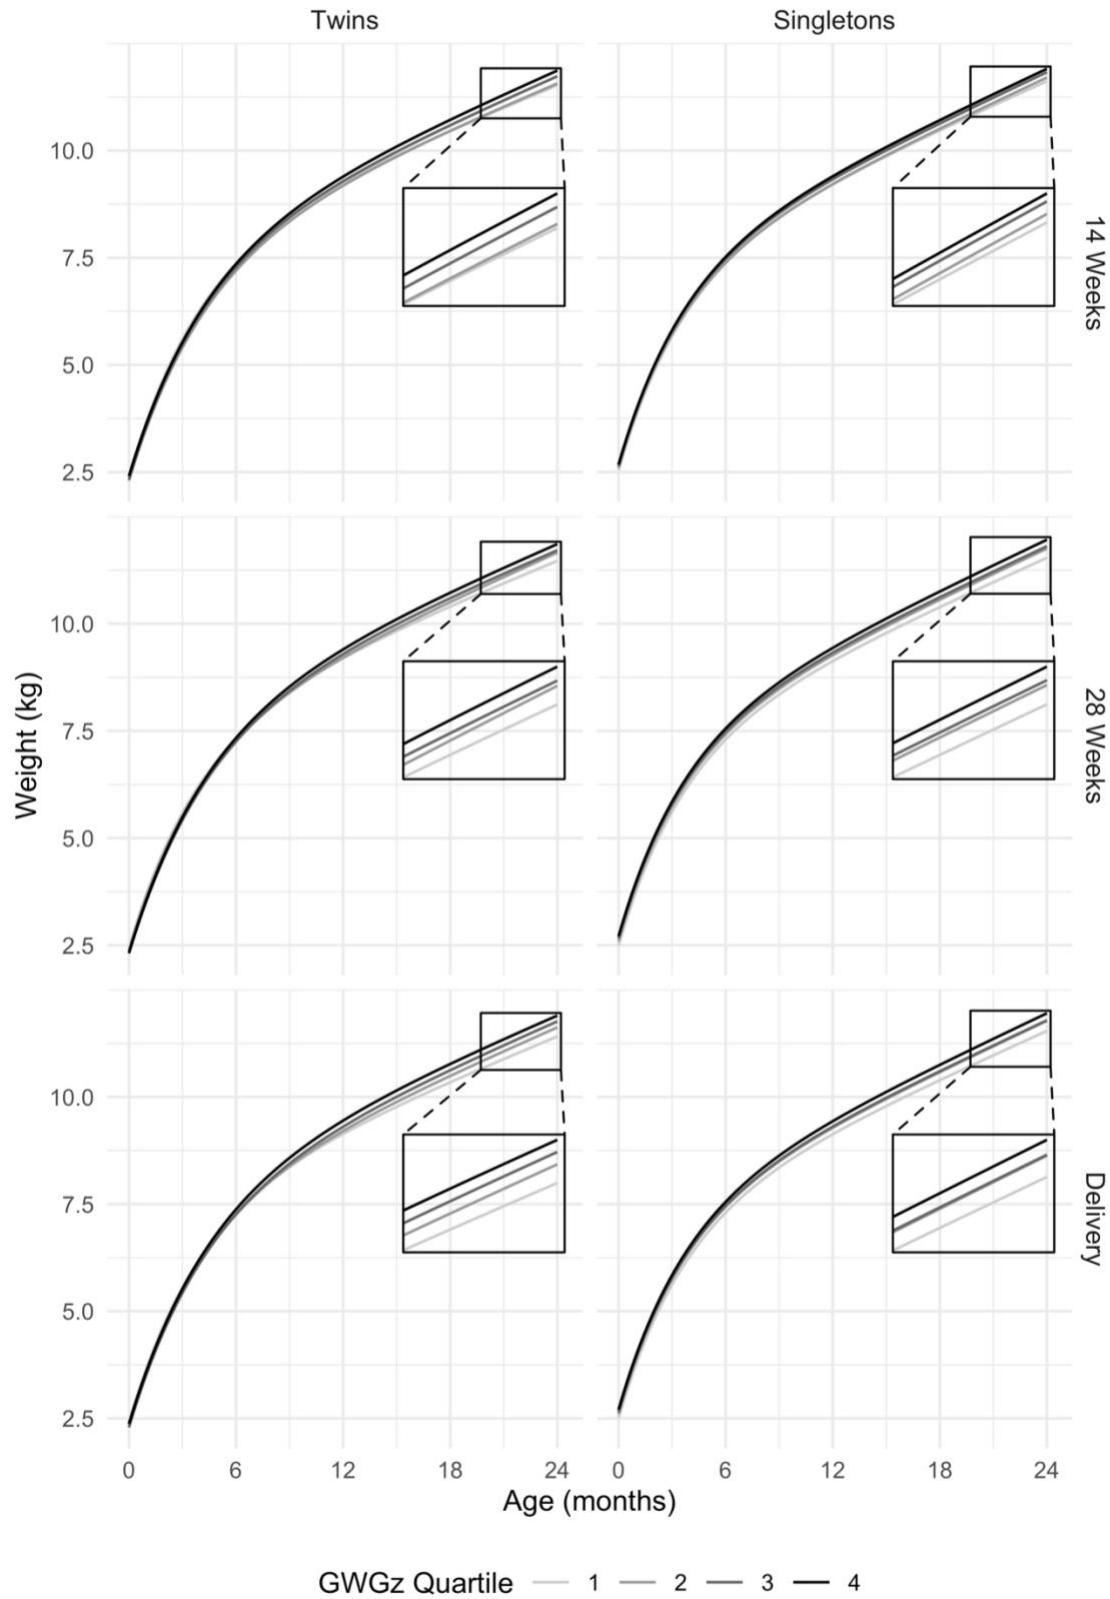 Twins
Singletons
10.0
7.5
5.0
2.5
14 Weeks
10.0
7.5
5.0
2.5
28 Weeks
Weight (kg)
10.0
7.5
5.0
2.5
Delivery
0 6 12 18 24
0 6 12 18 24
Age (months)
GWGz Quartile 1 2 3 4